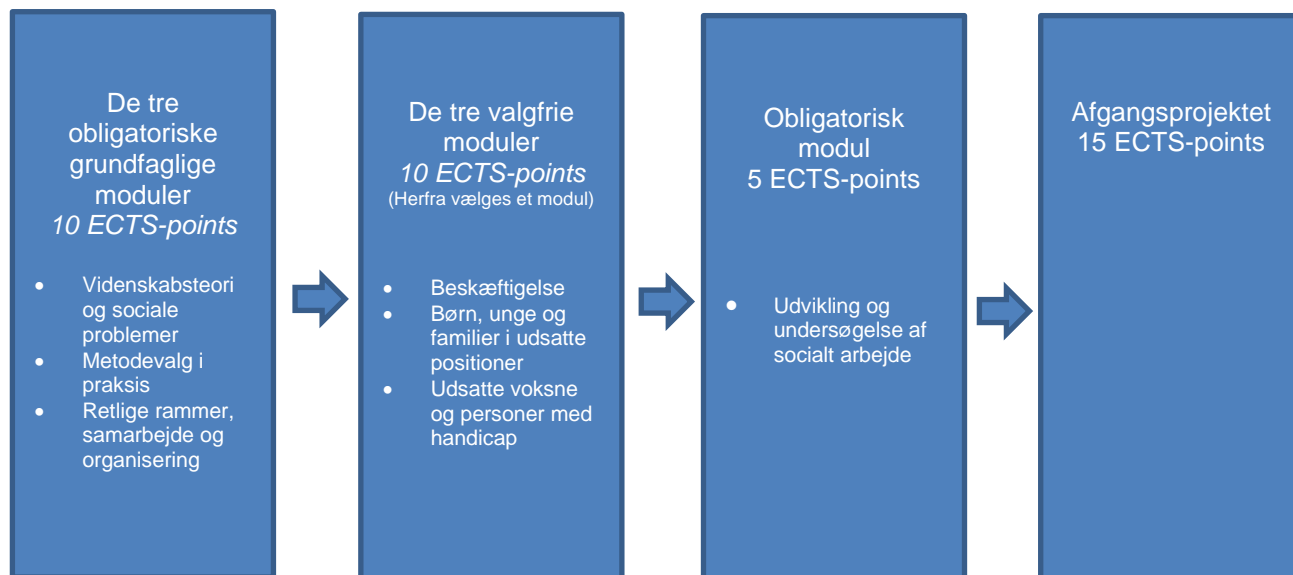 De tre
obligatoriske
grundfaglige
moduler
10 ECTS-points
• Videnskabsteori
og sociale
problemer
• Metodevalg i
praksis
• Retlige rammer,
samarbejde og
organisering
De tre valgfrie
moduler
10 ECTS-points
(Herfra vælges et modul)
• Beskæftigelse
• Børn, unge og
familier i udsatte
positioner
• Udsatte voksne
og personer med
handicap
Obligatorisk
modul
5 ECTS-points
• Udvikling og
undersøgelse af
socialt arbejde
Afgangsprojektet
15 ECTS-points